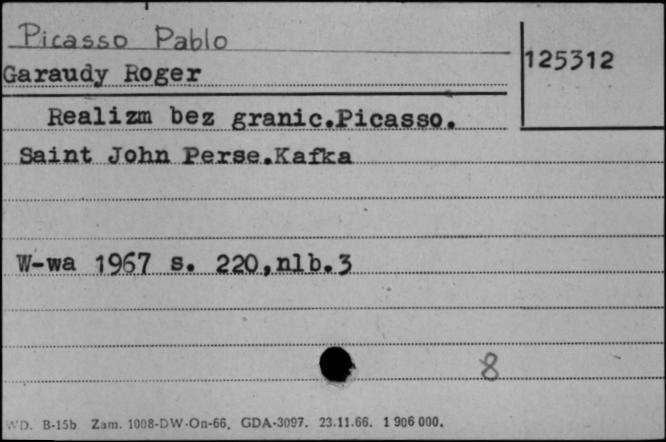 Picasso Pablo
Garaudy Roger
125312
Realizm bez granic.Picasso.
Saint John Perse.Kafka
W-wa 1967 s. 220,nlb.3
8
WD. B-15b Zam. 1008-DW-On-66. GDA-3097. 23.11.66. 1 906 000.